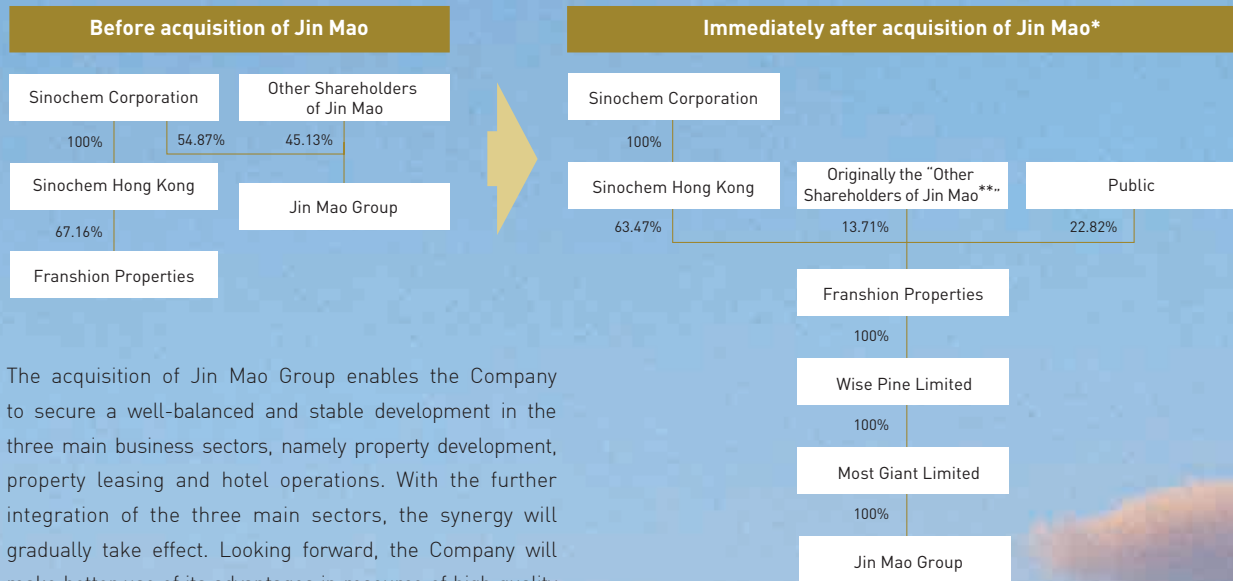 Before acquisition of Jin Mao
Sinochem Corporation
Other Shareholders
of Jin Mao
100%
54.87%
45.13%
Sinochem Hong Kong
Jin Mao Group
67.16%
Franshion Properties
Immediately after acquisition of Jin Mao*
Sinochem Corporation
100%
Sinochem Hong Kong
Originally the "Other
Shareholders of Jin Mao**"
Public
63.47%
13.71%
22.82%
Franshion Properties
100%
Wise Pine Limited
100%
Most Giant Limited
100%
Jin Mao Group
The acquisition of Jin Mao Group enables the Company
to secure a well-balanced and stable development in the
three main business sectors, namely property development,
property leasing and hotel operations. With the further
integration of the three main sectors, the synergy will
gradually take effect. Looking forward, the Company will